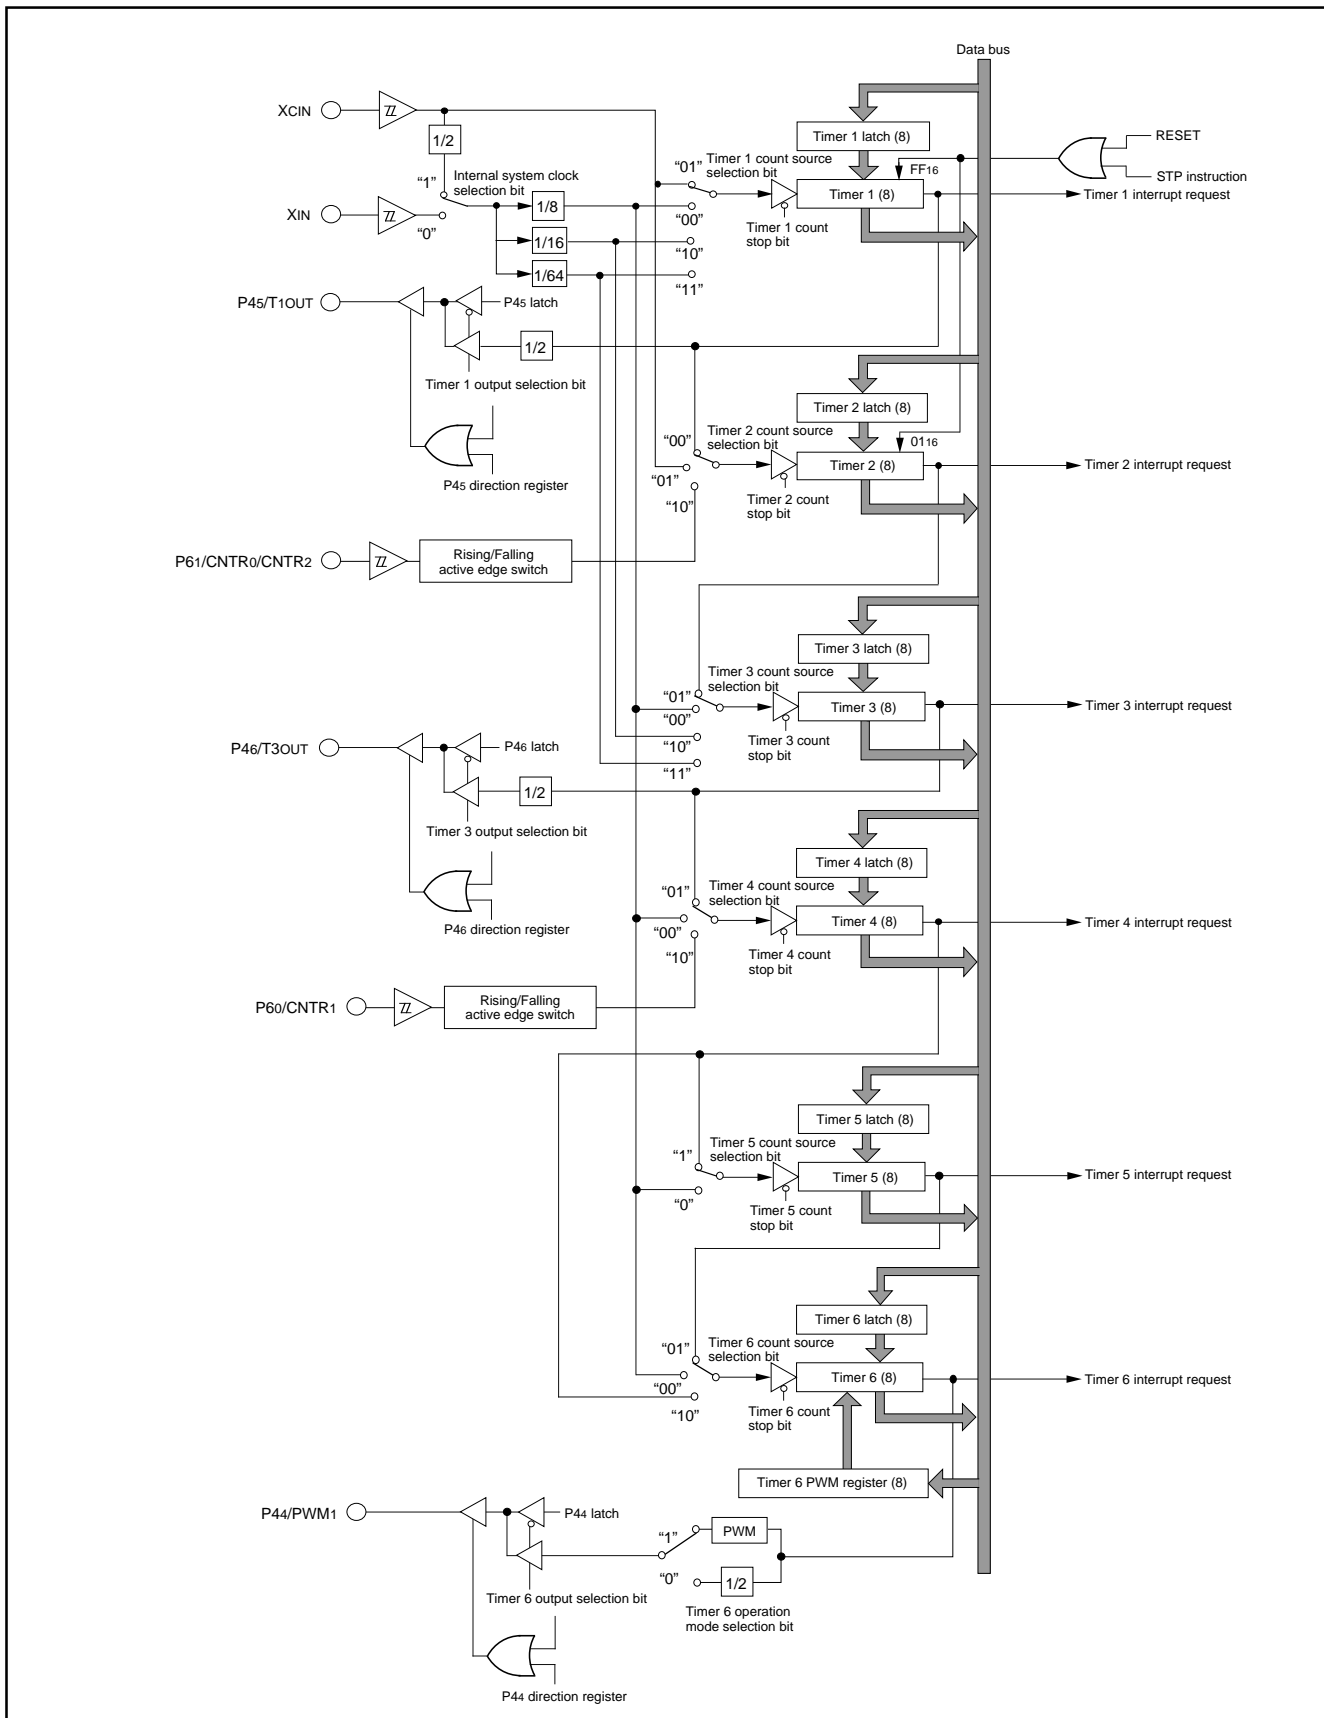 Data bus
XCIN
1/2
Timer 1 latch (8)
RESET
STP instruction
FF16
“01”
Timer 1 count source
selection bit
Timer 1 (8)
Timer 1 interrupt request
“1”
Internal system clock
selection bit
1/8
“00”
Timer 1 count
stop bit
XIN
“0”
1/16
“10”
1/64
“11”
P45/T1OUT
P45 latch
1/2
Timer 1 output selection bit
Timer 2 latch (8)
“00”
Timer 2 count source
selection bit
0116
Timer 2 (8)
Timer 2 interrupt request
“01”
P45 direction register
“10”
Timer 2 count
stop bit
P61/CNTR0/CNTR2
Rising/Falling
active edge switch
Timer 3 latch (8)
Timer 3 count source
selection bit
“01”
Timer 3 (8)
Timer 3 interrupt request
“00”
“10”
Timer 3 count
stop bit
P46/T3OUT
P46 latch
“11”
1/2
Timer 3 output selection bit
Timer 4 latch (8)
“01”
Timer 4 count source
selection bit
Timer 4 (8)
Timer 4 interrupt request
“00”
P46 direction register
“10”
Timer 4 count
stop bit
P60/CNTR1
Rising/Falling
active edge switch
Timer 5 latch (8)
“1”
Timer 5 count source
selection bit
Timer 5 (8)
Timer 5 interrupt request
“0”
Timer 5 count
stop bit
Timer 6 latch (8)
“01”
Timer 6 count source
selection bit
Timer 6 (8)
Timer 6 interrupt request
“00”
“10”
Timer 6 count
stop bit
Timer 6 PWM register (8)
P44/PWM1
P44 latch
“1”
PWM
“0”
1/2
Timer 6 output selection bit
Timer 6 operation
mode selection bit
P44 direction register